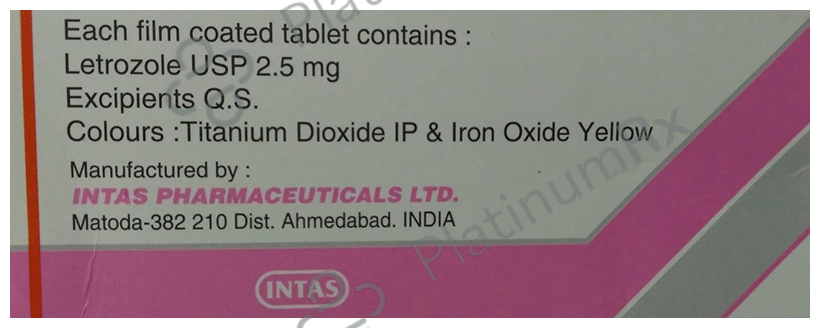 Each film coated tablet contains :
Letrozole USP 2.5 mg
Excipients Q.S.
Colours :Titanium Dioxide IP & Iron Oxide Yellow
Manufactured by :
INTAS PHARMACEUTICALS LTD.
Matoda-382 210 Dist. Ahmedabad. INDIA
INTAS
PlatinumRx